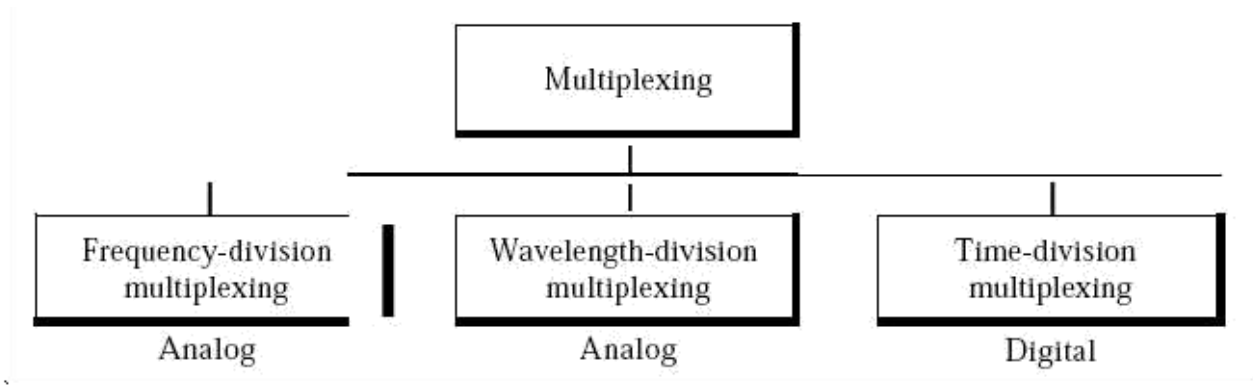 Multiplexing
Frequency-division
multiplexing
Wavelength-division
multiplexing
Time-division
multiplexing
Analog
Analog
Digital